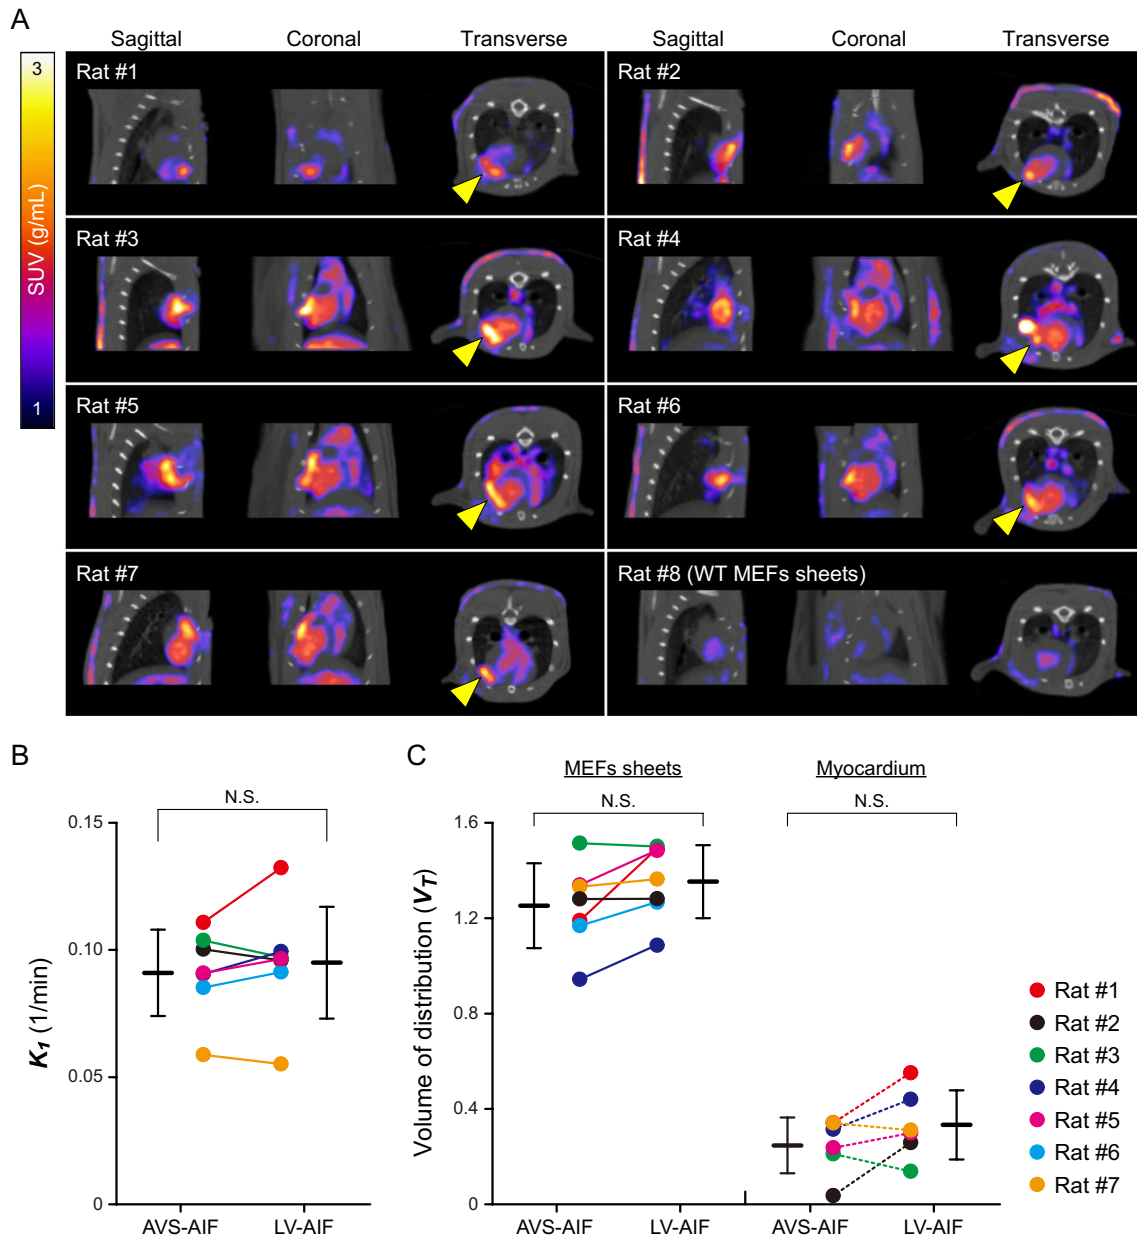 A
Sagittal Coronal Transverse Sagittal Coronal Transverse
3
SUV (g/mL)
1
Rat #1
Rat #2
Rat #3
Rat #4
Rat #5
Rat #6
Rat #7
Rat #8 (WT MEFs sheets)
B
N.S.
K1 (1/min)
0.15
0.10
0.05
0
AVS-AIF LV-AIF
C
MEFs sheets Myocardium
N.S. N.S.
Volume of distribution (VT)
1.6
1.2
0.8
0.4
0
AVS-AIF LV-AIF AVS-AIF LV-AIF
Rat #1
Rat #2
Rat #3
Rat #4
Rat #5
Rat #6
Rat #7